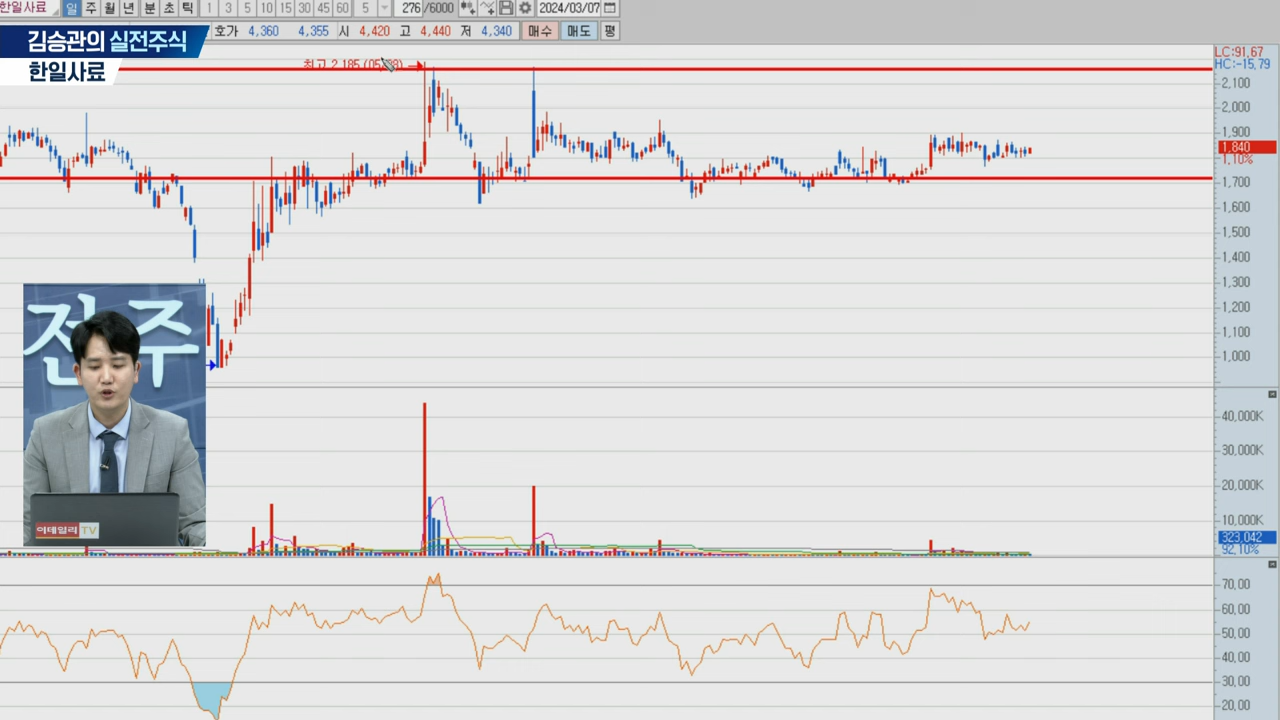 한일사료 일 주 월 년 분 초 틱 1 3 5 10 15 30 45 60 5 276 /6000 2024/03/07
호가 4,360 4,355 시 4,420 고 4,440 저 4,340 매수 매도 평
김승관의 실전주식
한일사료
LC:91,67
HC:-15,79
2,100
2,000
1,900
1,840
1,10%
1,700
1,600
1,500
1,400
1,300
1,200
1,100
1,000
전주
이데일리 TV
40,000K
30,000K
20,000K
10,000K
323,042
92,10%
70,00
60,00
50,00
40,00
30,00
20,00